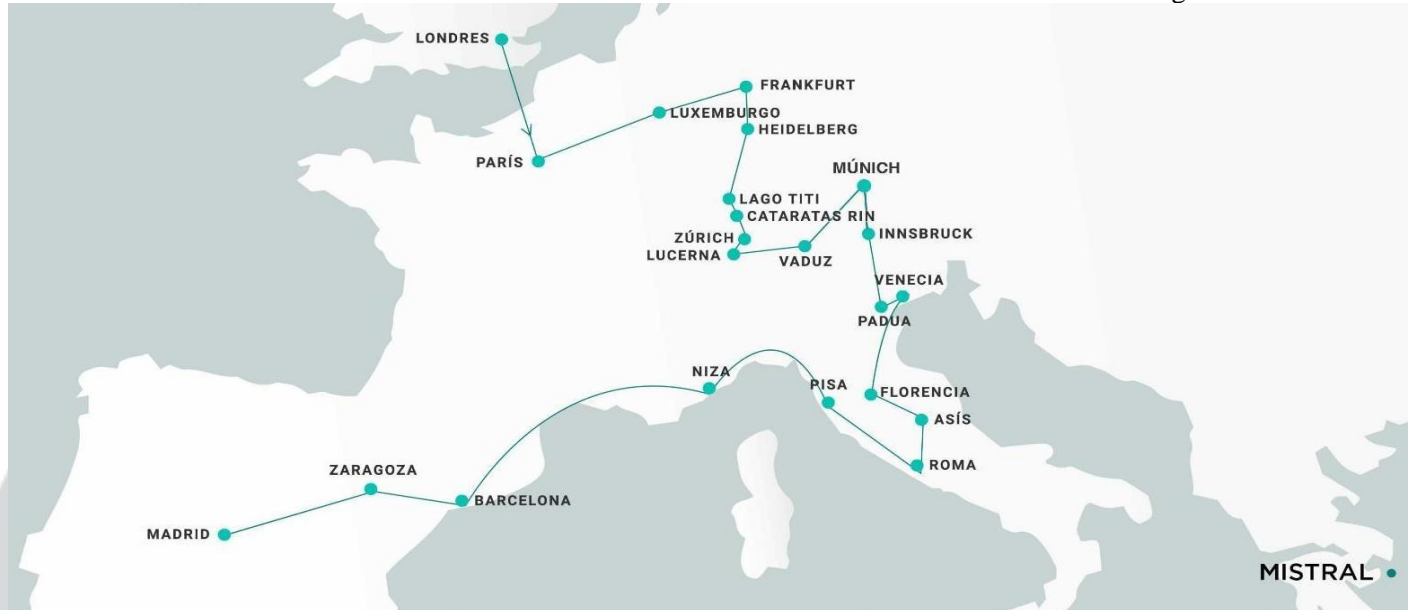 LONDRES
FRANKFURT
LUXEMBURGO
HEIDELBERG
PARÍS
MÚNICH
LAGO TITI
CATARATAS RIN
INNSBRUCK
ZÚRICH
LUCERNA
VADUZ
VENECIA
PADUA
NIZA
PISA
FLORENCIA
ASÍS
ROMA
ZARAGOZA
BARCELONA
MADRID
MISTRAL